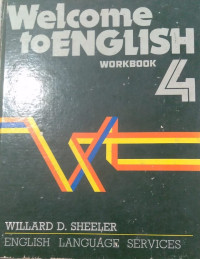 Welcome
to ENGLISH
WORKBOOK
4
WILLARD D. SHEELER
ENGLISH LANGUAGE SERVICES